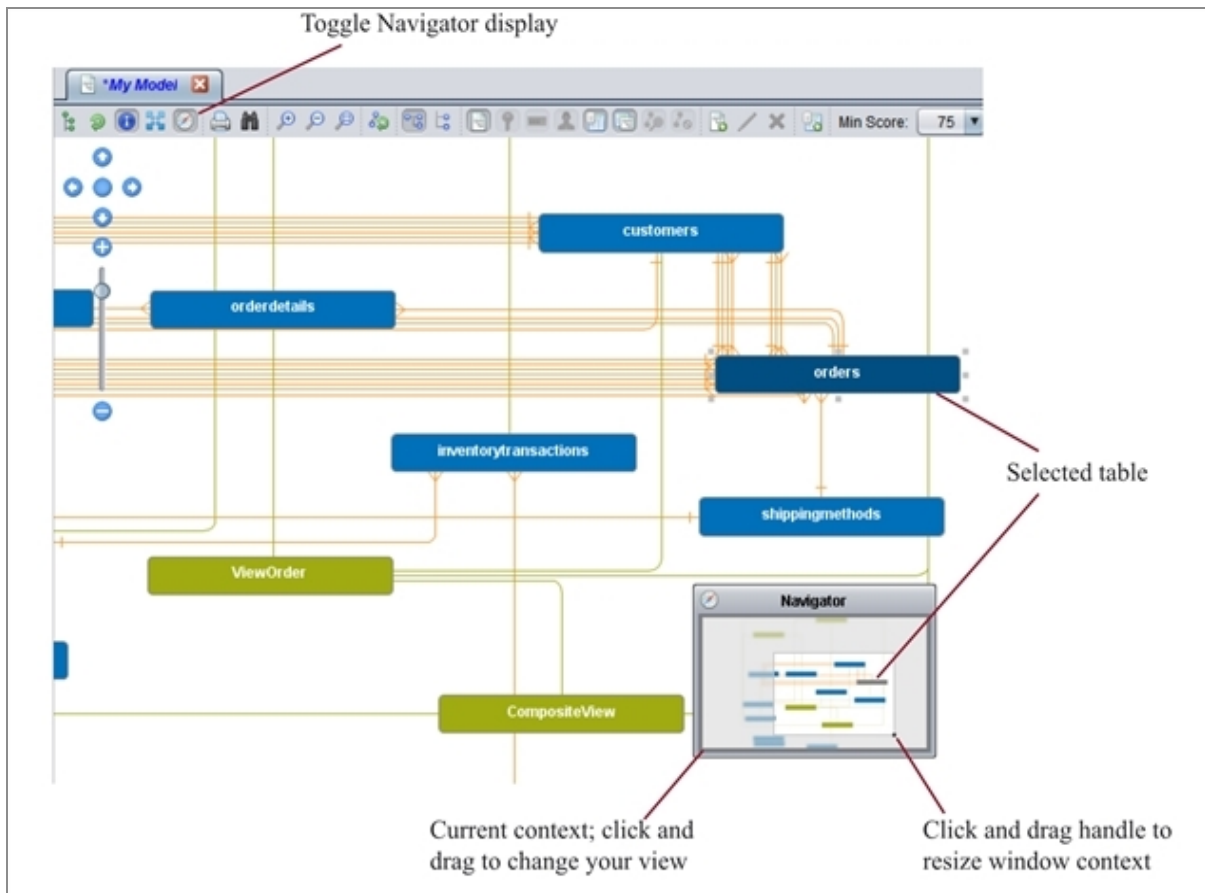 Toggle Navigator display
*My Model
Min Score: 75
customers
orderdetails
orders
inventorytransactions
Selected table
shippingmethods
ViewOrder
Navigator
CompositeView
Current context; click and
drag to change your view
Click and drag handle to
resize window context